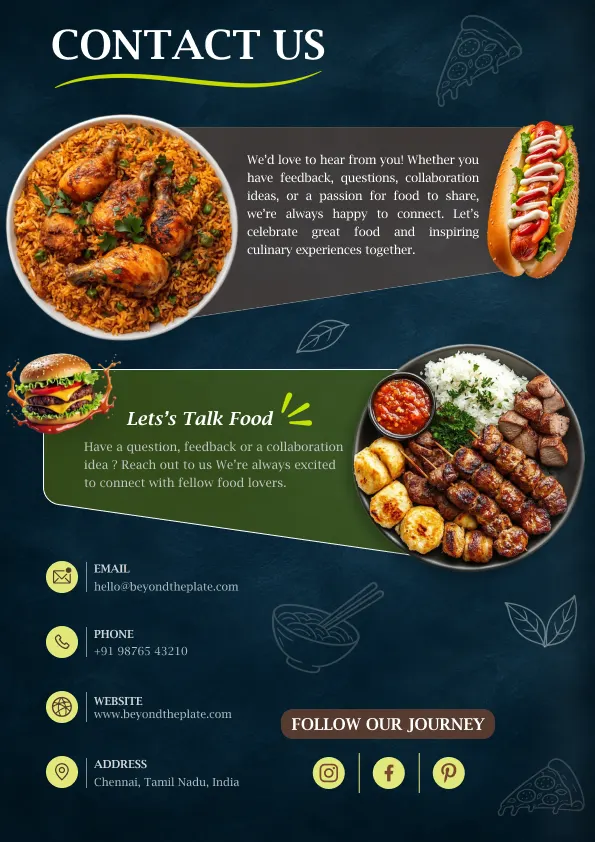 CONTACT US
We'd love to hear from you! Whether you
have feedback, questions, collaboration
ideas, or a passion for food to share,
we're always happy to connect. Let's
celebrate great food and inspiring
culinary experiences together.
Lets's Talk Food
Have a question, feedback or a collaboration
idea ? Reach out to us We're always excited
to connect with fellow food lovers.
EMAIL
hello@beyondtheplate.com
PHONE
+91 98765 43210
WEBSITE
www.beyondtheplate.com
ADDRESS
Chennai, Tamil Nadu, India
FOLLOW OUR JOURNEY